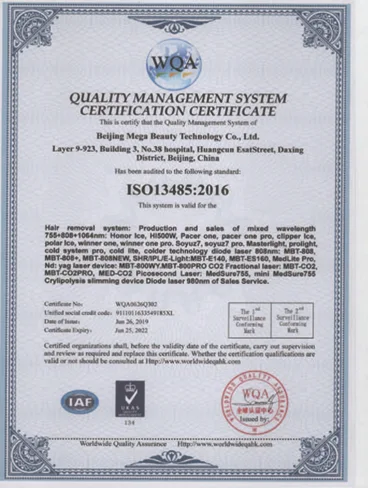 WQA
QUALITY MANAGEMENT SYSTEM
CERTIFICATION CERTIFICATE
This is certify that the Quality Management System of
Beijing Mega Beauty Technology Co., Ltd.
Layer 9-923, Building 3, No.38 hospital, Huangcun EsatStreet, Daxing
District, Beijing, China
Has been audited to the following standard:
ISO13485:2016
This system is valid for the
Hair removal system: Production and sales of mixed wavelength
755+808+1064nm: Honor Ice, HI500W, Pacer one, pacer one pro, clipper Ice,
polar Ice, winner one, winner one pro. Soyuz7, soyuz7 pro. Masterlight, prolight,
cold system pro, cold lite, colder technology diode laser 808nm: MBT-808,
MBT-808+, MBT-808NEW, SHR/IPL/E-Light:MBT-E140, MBT-ES160, MedLite Pro,
Nd: yag laser device: MBT-800WY.MBT-800PRO CO2 Fractional laser: MBT-CO2,
MBT-CO2PRO, MED-CO2 Picosecond Laser: MedSure755, mini MedSure755
Crylipolysis slimming device Diode laser 980nm of Sales Service.
Certificate No: WQA0626Q302
Unified social credit code:
Date of Issue: Jun 26, 2019
Certificate Expiry: Jun 25, 2022
The 1st
Surveillance
Conforming
Mark
The 2nd
Surveillance
Conforming
Mark
Certified organizations shall, before the validity date of the certificate, carry out supervision
and review as required and replace this certificate. Whether the certification qualifications are
valid or not should be consulted at Http://www.worldwideqahk.com
IAF
UKAS
134
WORLDWIDE QUALITY ASSURANCE
WQA
Issued by:
Worldwide Quality Assurance Http://www.worldwideqahk.com